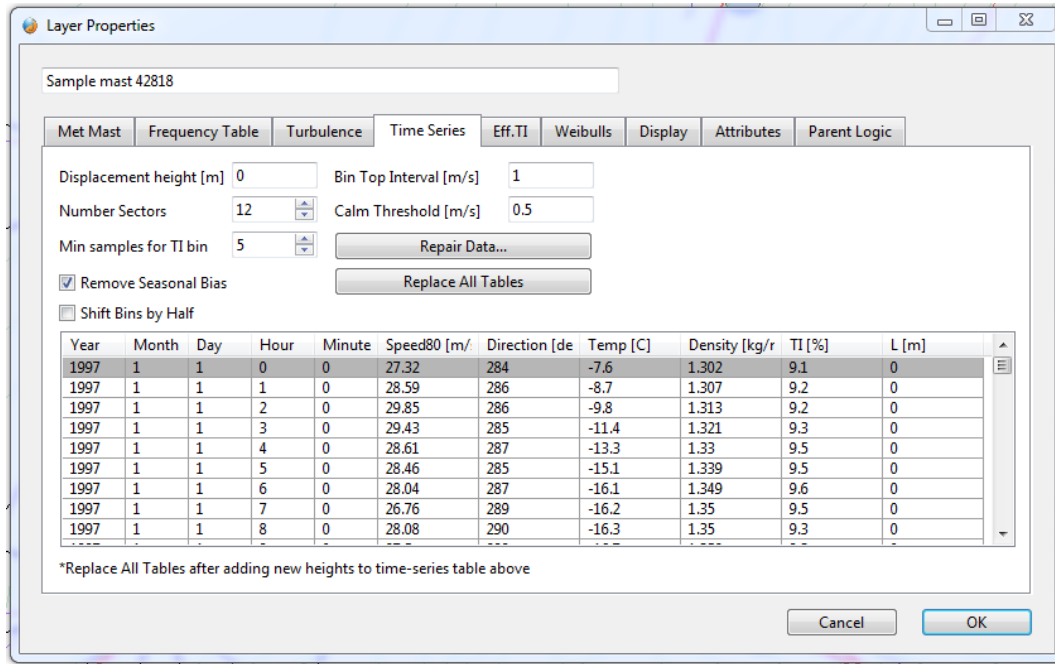 Layer Properties
Sample mast 42818
Met Mast Frequency Table Turbulence Time Series Eff.TI Weibulls Display Attributes Parent Logic
Displacement height [m] 0 Bin Top Interval [m/s] 1
Number Sectors 12 Calm Threshold [m/s] 0.5
Min samples for TI bin 5 Repair Data...
Remove Seasonal Bias Replace All Tables
Shift Bins by Half
Year Month Day Hour Minute Speed80 [m/ Direction [de Temp [C] Density [kg/r TI [%] L [m]
1997 1 1 0 0 27.32 284 -7.6 1.302 9.1 0
1997 1 1 1 0 28.59 286 -8.7 1.307 9.2 0
1997 1 1 2 0 29.85 286 -9.8 1.313 9.2 0
1997 1 1 3 0 29.43 285 -11.4 1.321 9.3 0
1997 1 1 4 0 28.61 287 -13.3 1.33 9.5 0
1997 1 1 5 0 28.46 285 -15.1 1.339 9.5 0
1997 1 1 6 0 28.04 287 -16.1 1.349 9.6 0
1997 1 1 7 0 26.76 289 -16.2 1.35 9.5 0
1997 1 1 8 0 28.08 290 -16.3 1.35 9.3 0
*Replace All Tables after adding new heights to time-series table above
Cancel OK